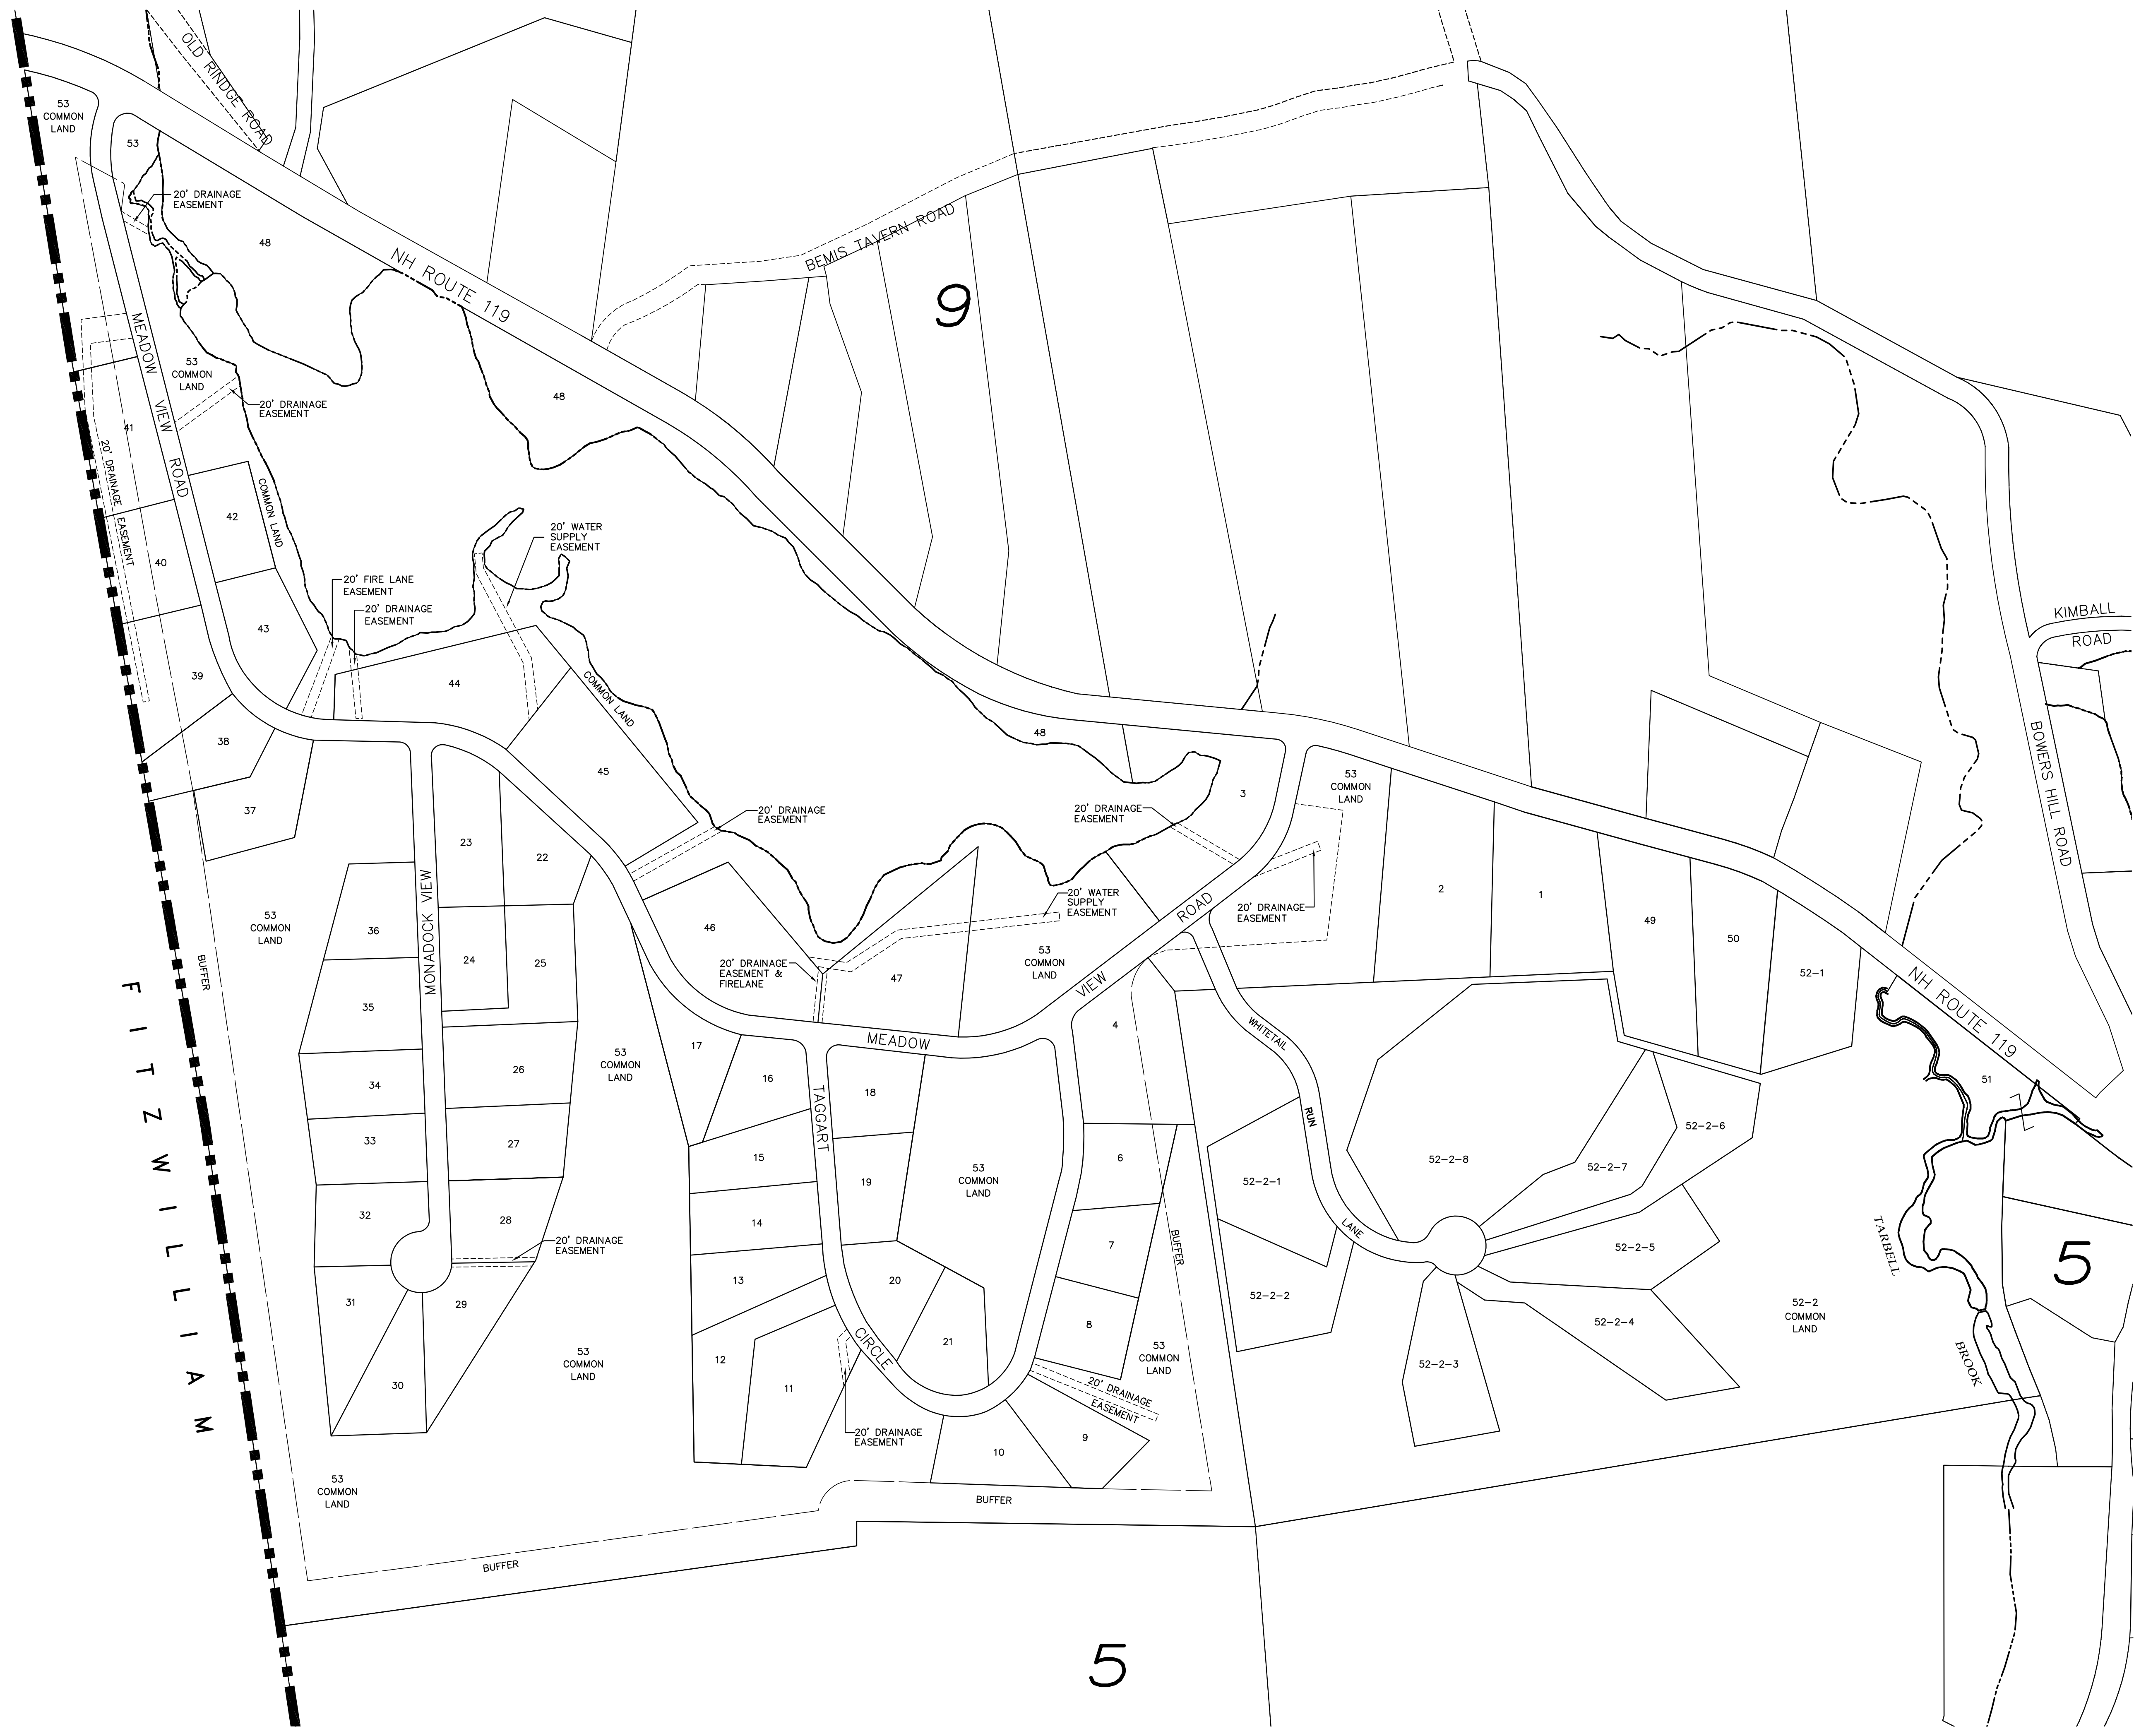 OLD RINDGE ROAD
53
COMMON
LAND
53
20' DRAINAGE
EASEMENT
48
NH ROUTE 119
BEMIS TAVERN ROAD
9
MEADOW VIEW ROAD
53
COMMON
LAND
20' DRAINAGE
EASEMENT
48
41
20' DRAINAGE EASEMENT
42
COMMON LAND
40
20' WATER
SUPPLY
EASEMENT
20' FIRE LANE
EASEMENT
20' DRAINAGE
EASEMENT
43
KIMBALL
ROAD
39
44
COMMON LAND
38
45
48
BOWERS HILL ROAD
37
20' DRAINAGE
EASEMENT
20' DRAINAGE
EASEMENT
3
53
COMMON
LAND
23
22
2
1
20' WATER
SUPPLY
EASEMENT
20' DRAINAGE
EASEMENT
49
50
53
COMMON
LAND
36
MONADOCK VIEW
24
25
46
20' DRAINAGE
EASEMENT &
FIRELANE
47
53
COMMON
LAND
VIEW
ROAD
52-1
NH ROUTE 119
BUFFER
35
MEADOW
4
WHITETAIL
RUN
LANE
FITZWILLIAM
34
26
53
COMMON
LAND
17
16
TAGGART
18
51
33
27
15
19
53
COMMON
LAND
6
52-2-1
52-2-8
52-2-7
52-2-6
32
28
20' DRAINAGE
EASEMENT
14
7
BUFFER
52-2-5
TARBELL
5
31
29
13
20
52-2-2
52-2-4
52-2
COMMON
LAND
12
CIRCLE
21
8
53
COMMON
LAND
52-2-3
BROOK
30
53
COMMON
LAND
11
20' DRAINAGE
EASEMENT
20' DRAINAGE
EASEMENT
10
9
53
COMMON
LAND
BUFFER
BUFFER
5